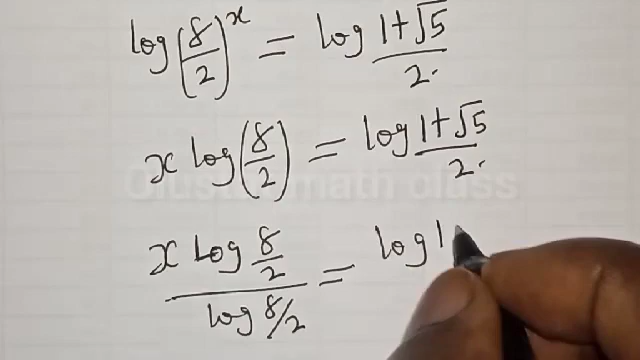 log(8/2)^x = log (1+√5)/2.
x log(8/2) = log (1+√5)/2.
(x log 8/2)/(log 8/2) = log 1